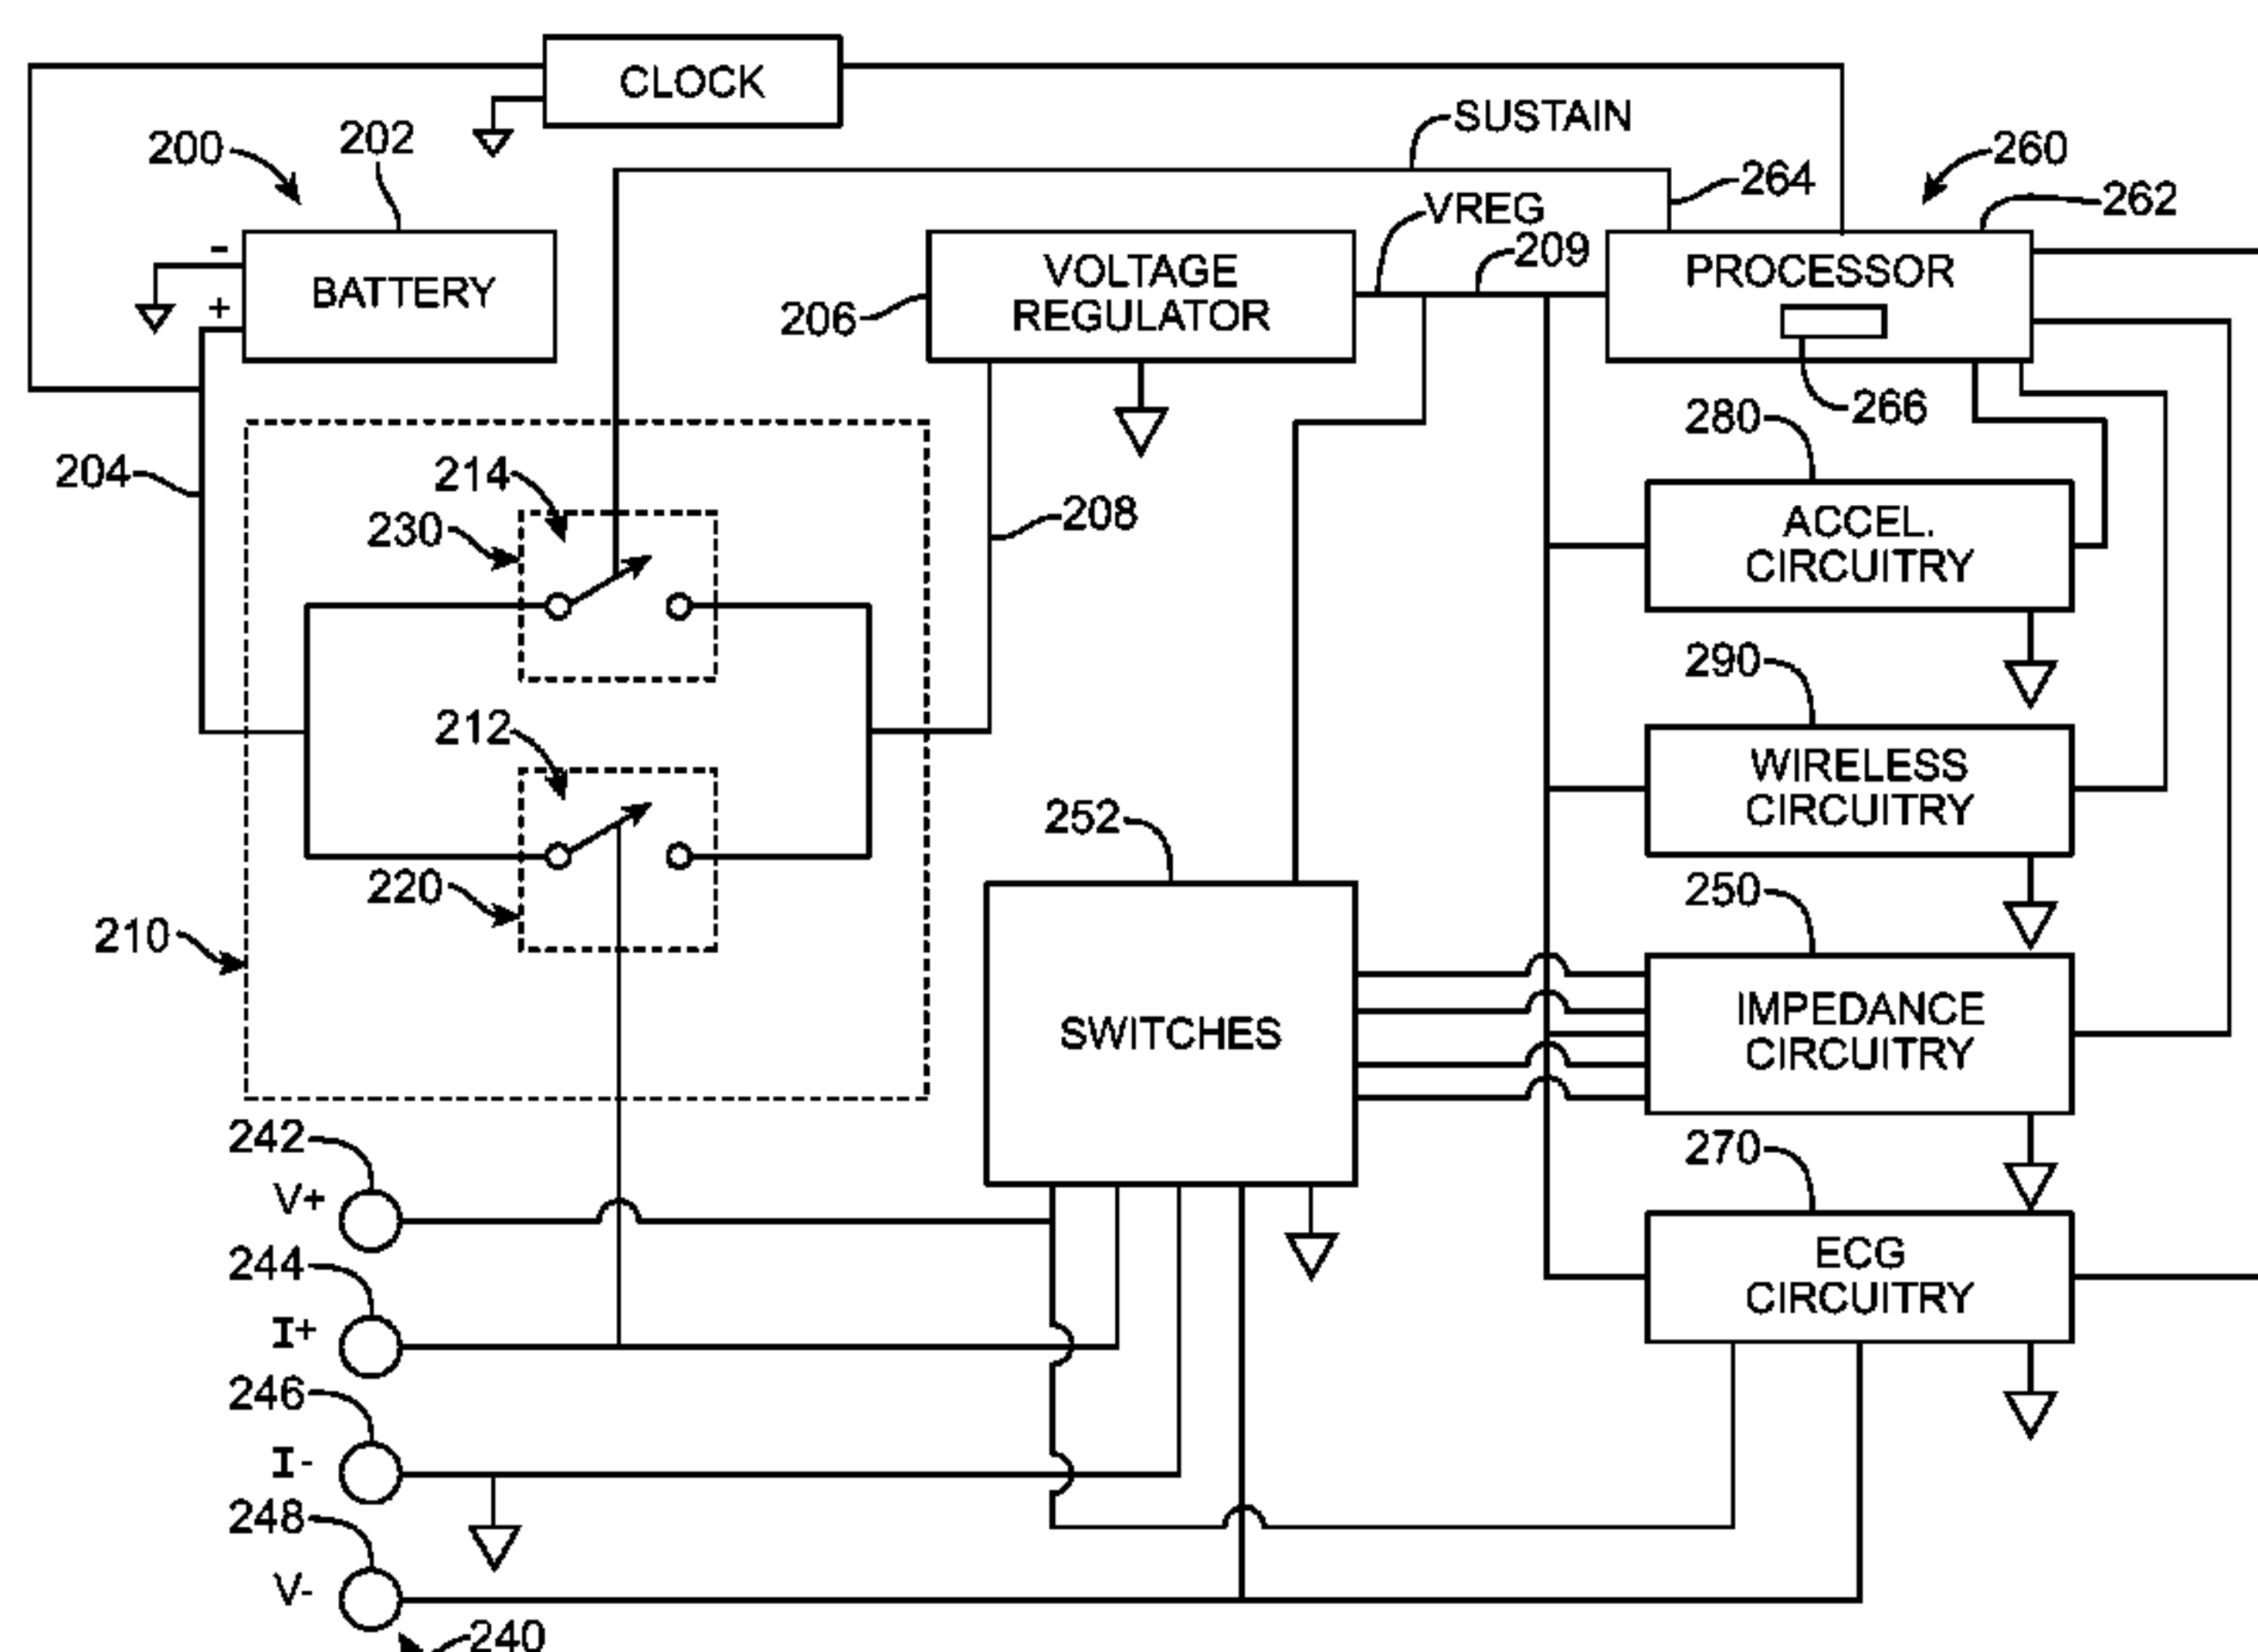 CLOCK
SUSTAIN
200
202
264
260
262
VREG
209
-
+
BATTERY
206
VOLTAGE
REGULATOR
PROCESSOR
266
280
204
214
230
208
ACCEL.
CIRCUITRY
290
212
WIRELESS
CIRCUITRY
252
220
250
210
SWITCHES
IMPEDANCE
CIRCUITRY
242
V+
270
244
I+
ECG
CIRCUITRY
246
I-
248
V-
240